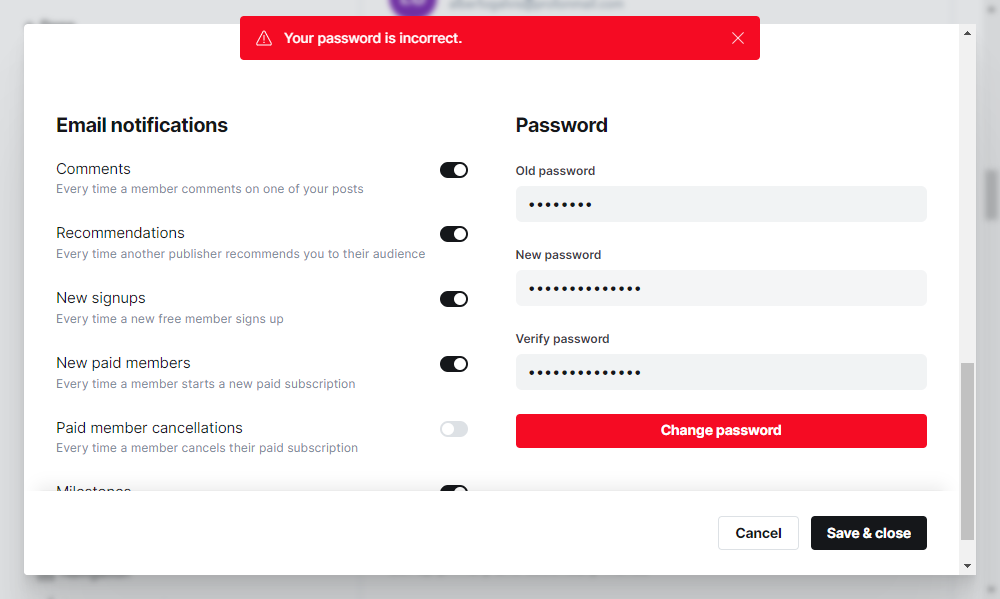 Your password is incorrect.
Email notifications
Comments
Every time a member comments on one of your posts
Recommendations
Every time another publisher recommends you to their audience
New signups
Every time a new free member signs up
New paid members
Every time a member starts a new paid subscription
Paid member cancellations
Every time a member cancels their paid subscription
Milestones
Password
Old password
••••••••
New password
••••••••••••••
Verify password
••••••••••••••
Change password
Cancel
Save & close